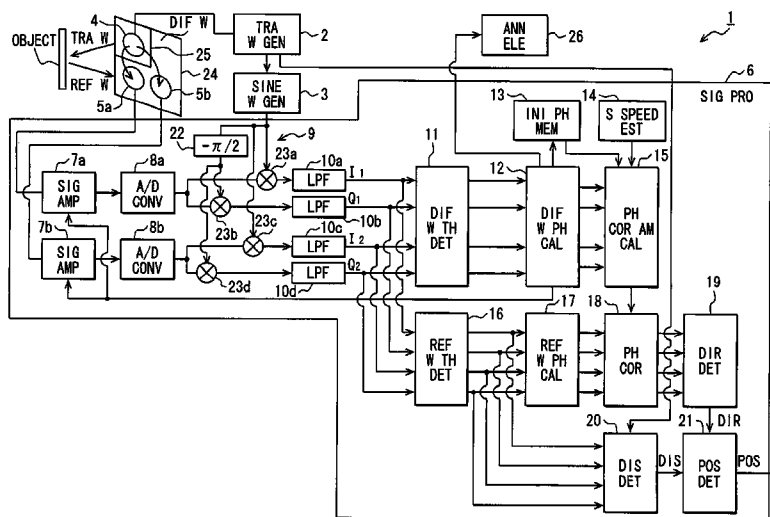 1
OBJECT
TRA W
REF W
4
DIF W
25
24
5a
5b
TRA
W GEN
2
SINE
W GEN
3
ANN
ELE
26
6
SIG PRO
22
-π/2
9
13
INI PH
MEM
14
S SPEED
EST
7a
SIG
AMP
8a
A/D
CONV
23a
10a
LPF
I1
11
DIF
W TH
DET
12
DIF
W PH
CAL
15
PH
COR AM
CAL
23b
23c
LPF
10b
Q1
7b
SIG
AMP
8b
A/D
CONV
10c
LPF
I2
23d
LPF
10d
Q2
16
REF
W TH
DET
17
REF
W PH
CAL
18
PH
COR
19
DIR
DET
DIR
20
DIS
DET
DIS
21
POS
DET
POS